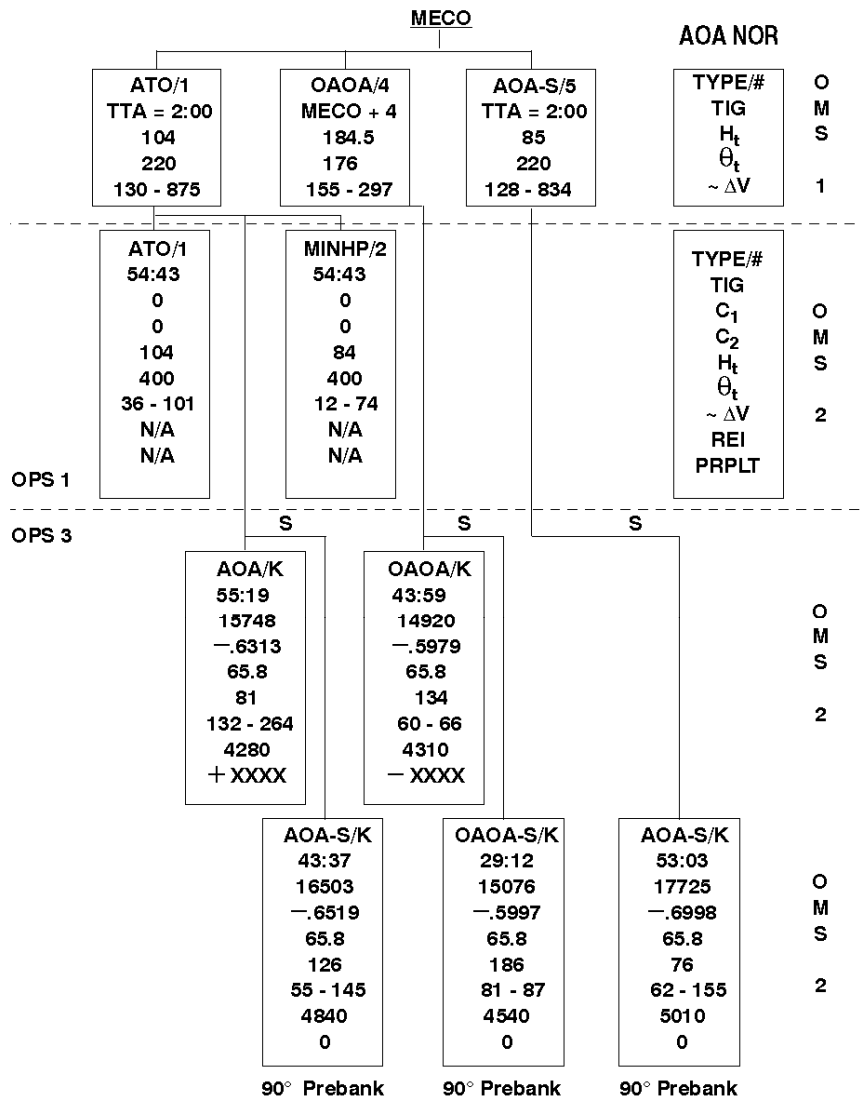 MECO
AOA NOR
ATO/1
TTA = 2:00
104
220
130 - 875
OAOA/4
MECO + 4
184.5
176
155 - 297
AOA-S/5
TTA = 2:00
85
220
128 - 834
TYPE/#
TIG
Hₜ
θₜ
~ ΔV
O
M
S
1
ATO/1
54:43
0
0
104
400
36 - 101
N/A
N/A
MINHP/2
54:43
0
0
84
400
12 - 74
N/A
N/A
TYPE/#
TIG
C₁
C₂
Hₜ
θₜ
~ ΔV
REI
PRPLT
O
M
S
2
OPS 1
OPS 3
S
S
S
AOA/K
55:19
15748
–.6313
65.8
81
132 - 264
4280
+ XXXX
OAOA/K
43:59
14920
–.5979
65.8
134
60 - 66
4310
– XXXX
O
M
S
2
AOA-S/K
43:37
16503
–.6519
65.8
126
55 - 145
4840
0
90° Prebank
OAOA-S/K
29:12
15076
–.5997
65.8
186
81 - 87
4540
0
90° Prebank
AOA-S/K
53:03
17725
–.6998
65.8
76
62 - 155
5010
0
90° Prebank
O
M
S
2